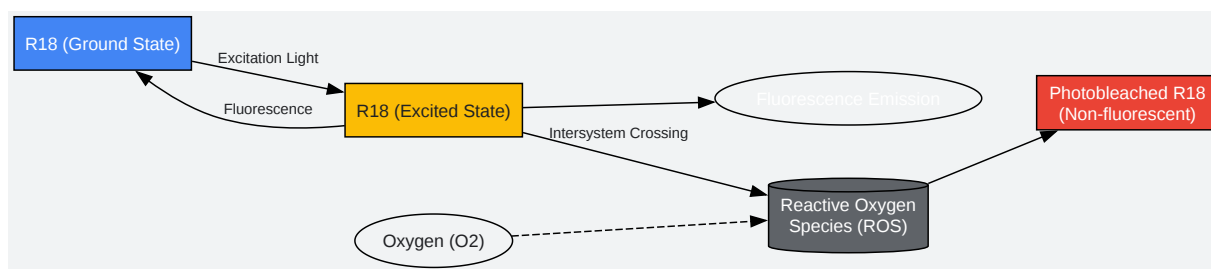 R18 (Ground State)
Excitation Light
Fluorescence
R18 (Excited State)
Fluorescence Emission
Intersystem Crossing
Photobleached R18
(Non-fluorescent)
Reactive Oxygen
Species (ROS)
Oxygen (O2)